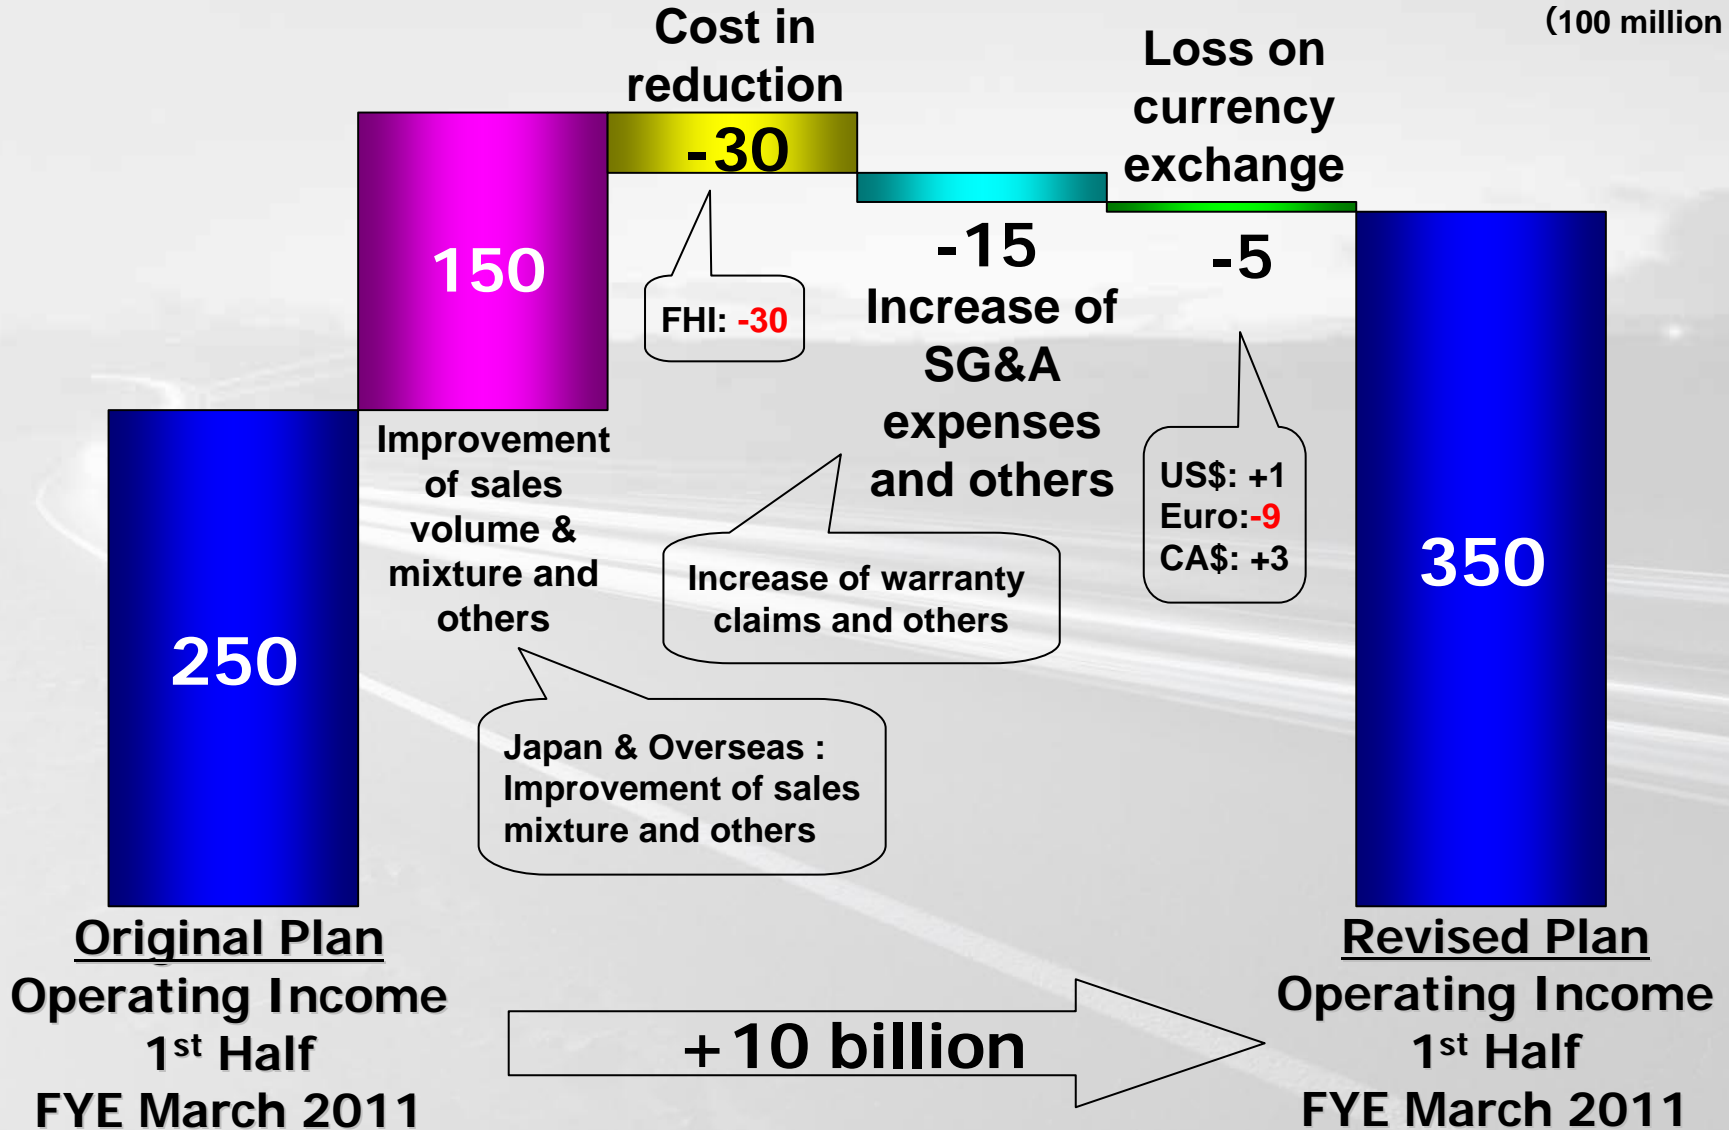 (100 million
Cost in
reduction
-30
Loss on
currency
exchange
150
-15
Increase of
SG&A
expenses
and others
-5
FHI: -30
Improvement
of sales
volume &
mixture and
others
US$: +1
Euro:-9
CA$: +3
Increase of warranty
claims and others
250
350
Japan & Overseas :
Improvement of sales
mixture and others
Original Plan
Operating Income
1st Half
FYE March 2011
+10 billion
Revised Plan
Operating Income
1st Half
FYE March 2011